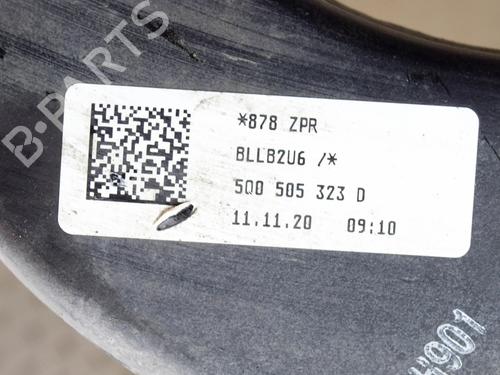 B-PARTS
*878 ZPR
BLLB2U6 /*
5Q0 505 323 D
11.11.20 09:10